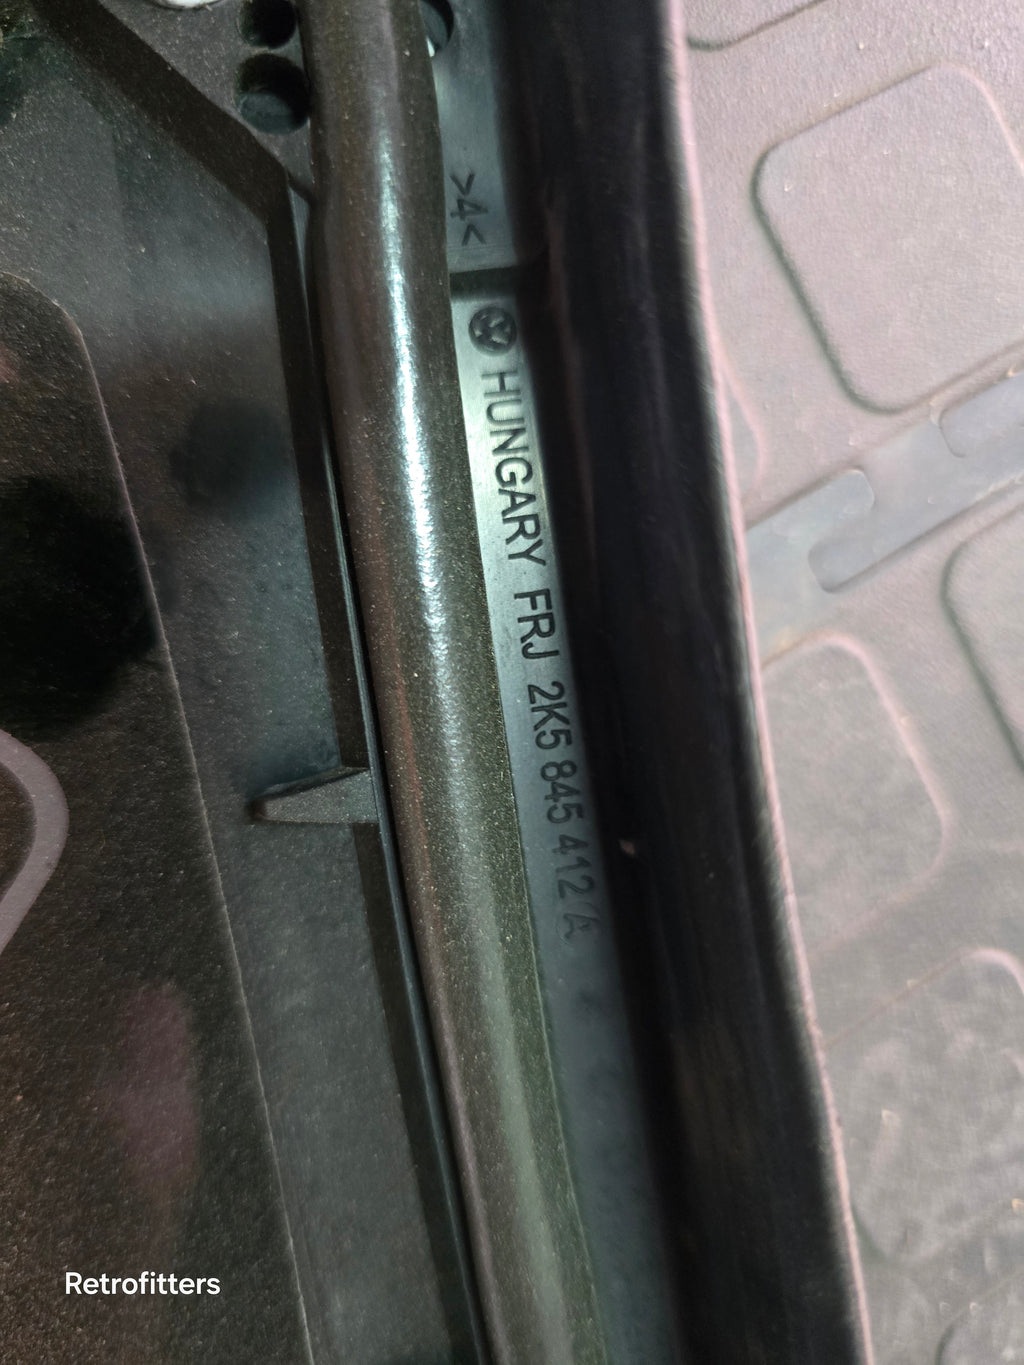 >4<
HUNGARY FRJ 2K5 845 412 A
Retrofitters